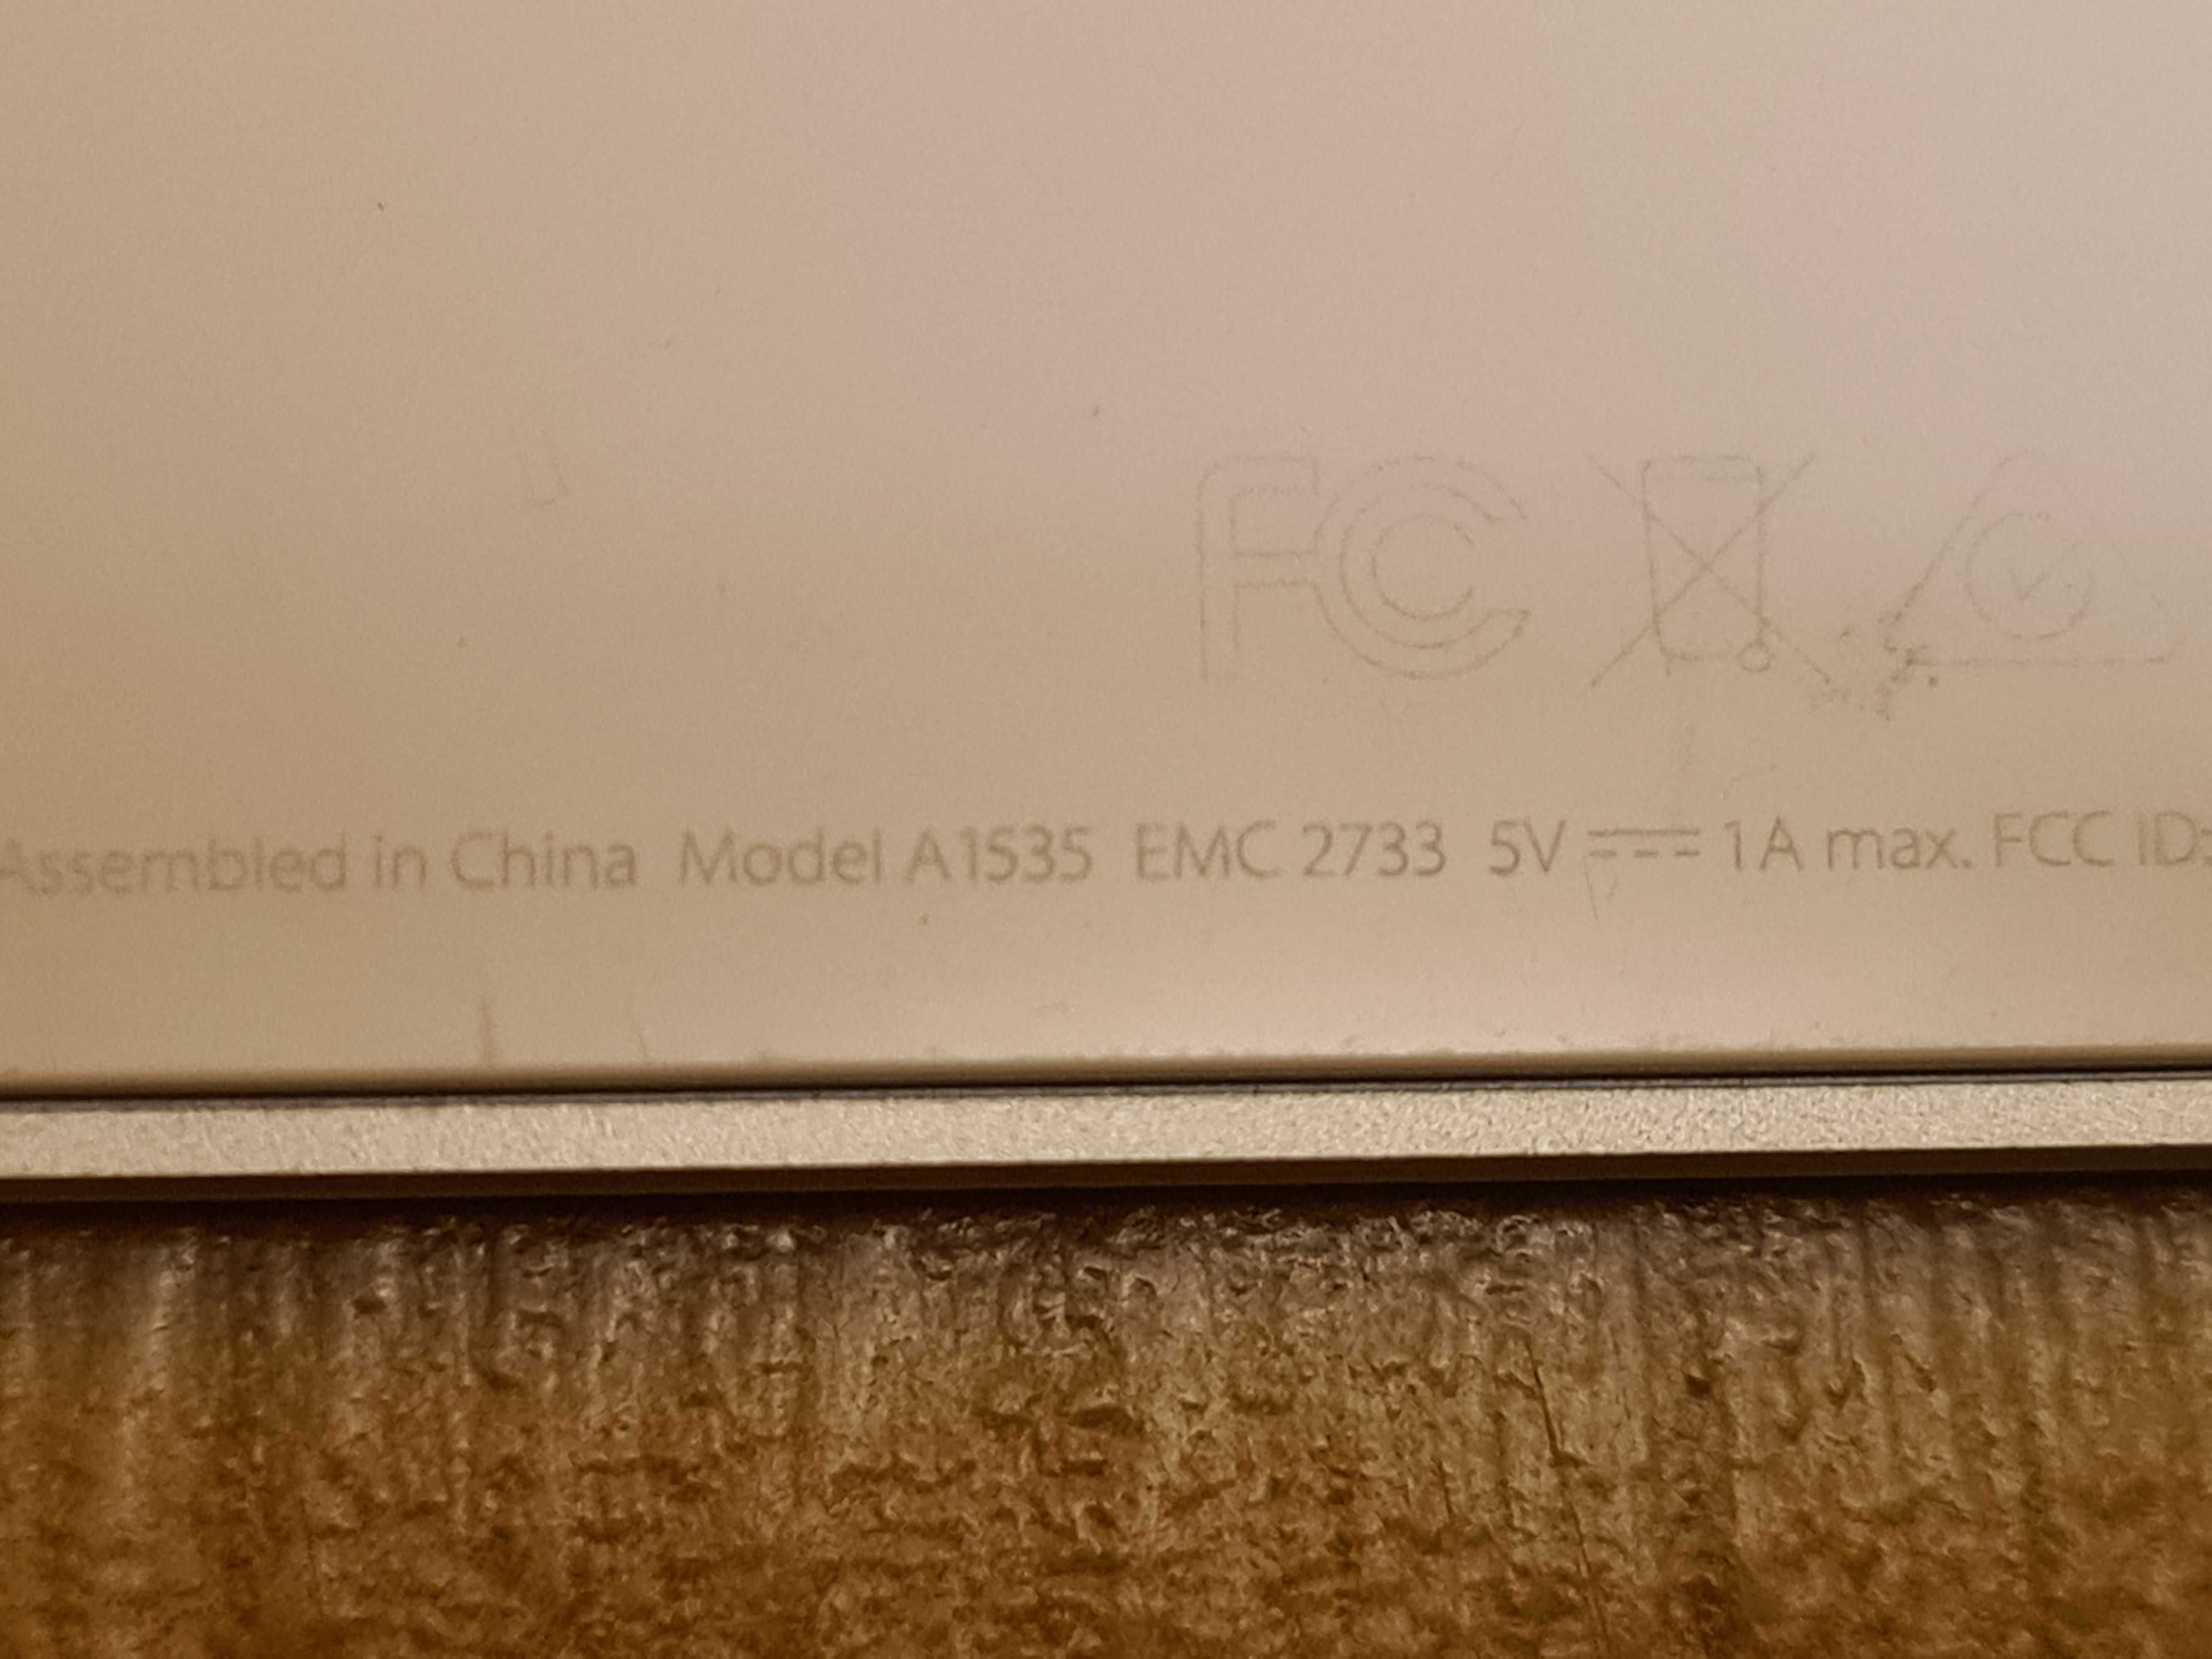 FC
Assembled in China Model A1535 EMC 2733 5V ⎓ 1A max. FCC ID: